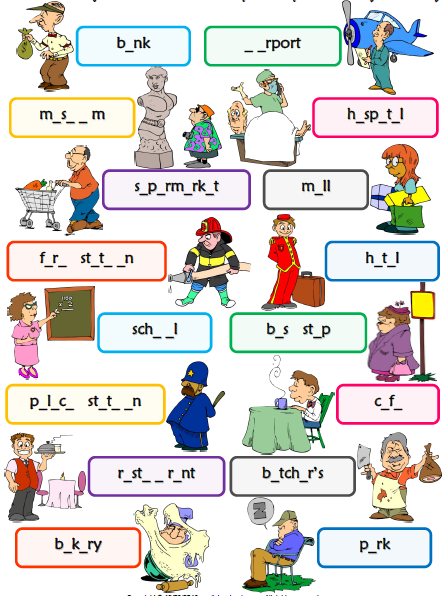 b_nk
_ _rport
m_s_ _m
h_sp_t_l
s_p_rm_rk_t
m_ll
f_r_ st_t_ _n
h_t_l
sch_ _l
b_s st_p
p_l_c_ st_t_ _n
c_f_
r_st_ _r_nt
b_tch_r's
b_k_ry
p_rk